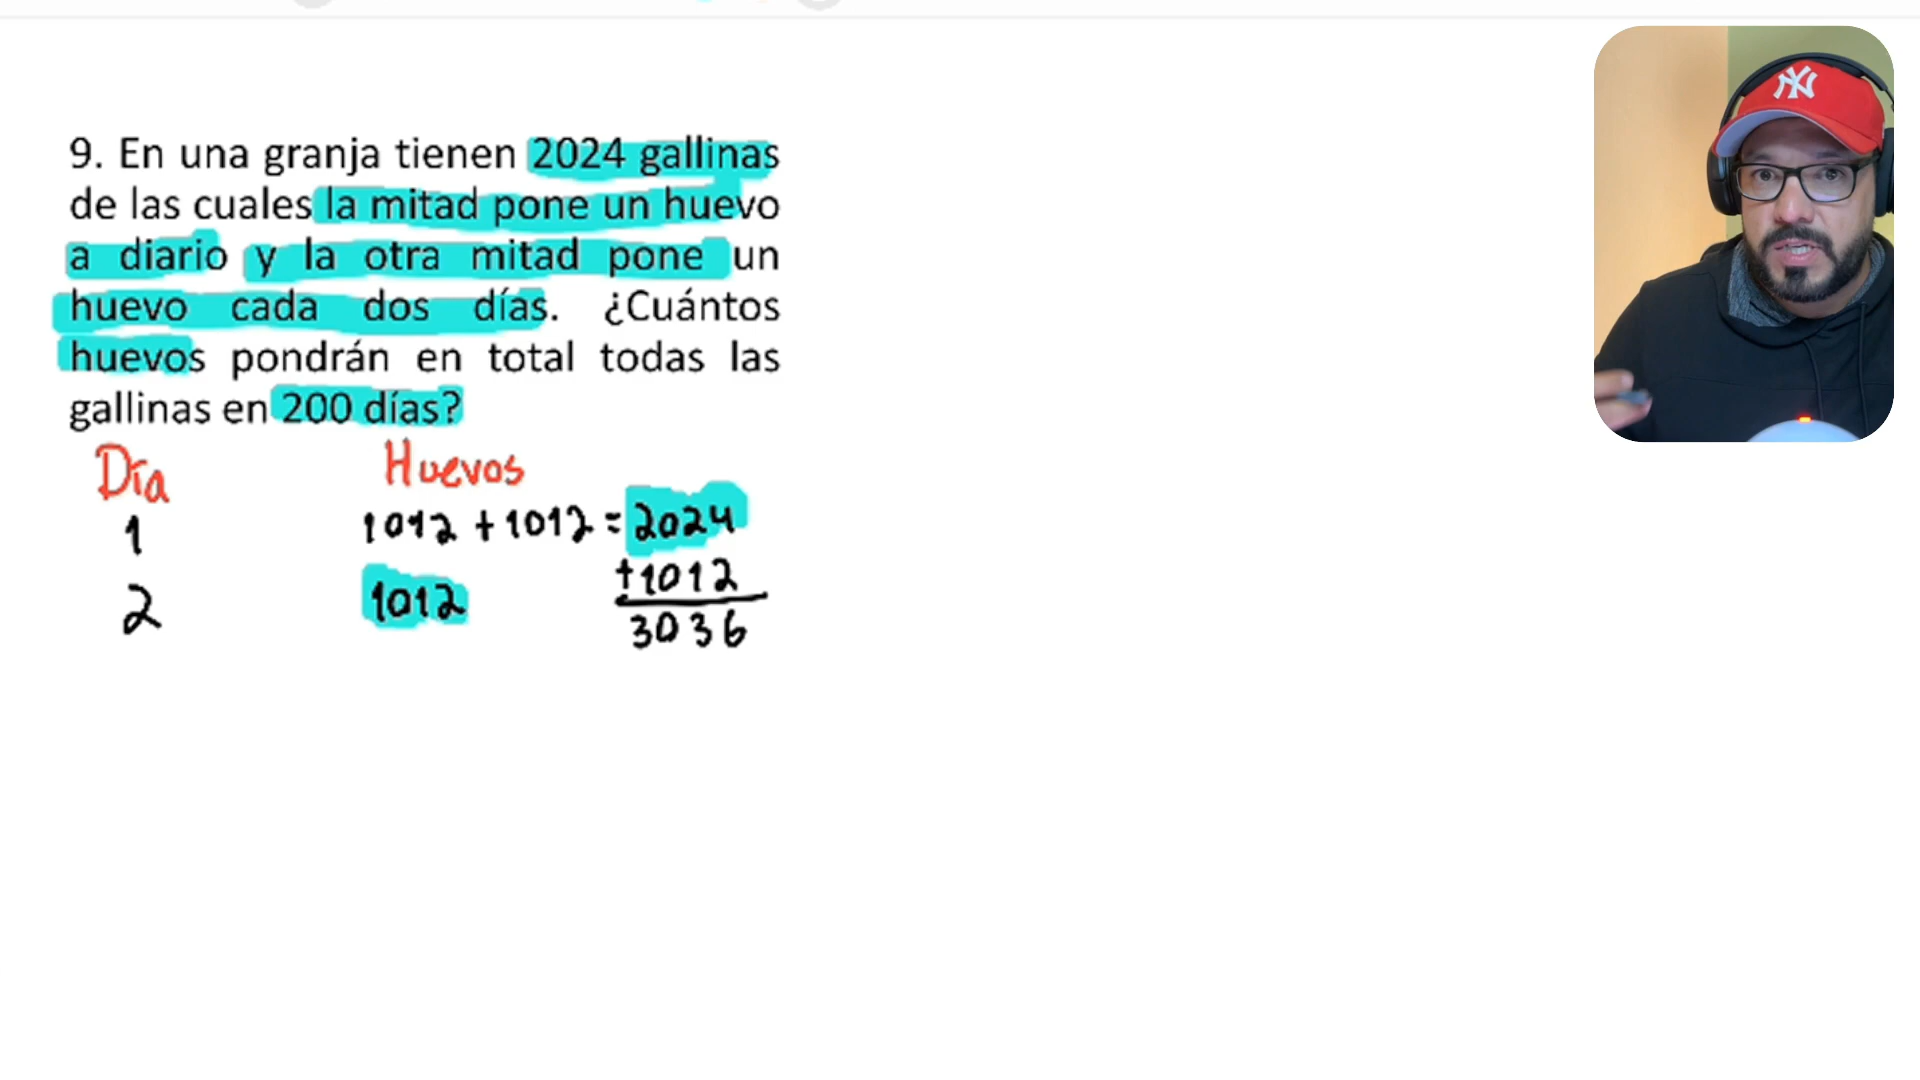 9. En una granja tienen 2024 gallinas
de las cuales la mitad pone un huevo
a diario y la otra mitad pone un
huevo cada dos días. ¿Cuántos
huevos pondrán en total todas las
gallinas en 200 días?
Día Huevos
1 1012 + 1012 = 2024
+1012
2 1012
3036
NY